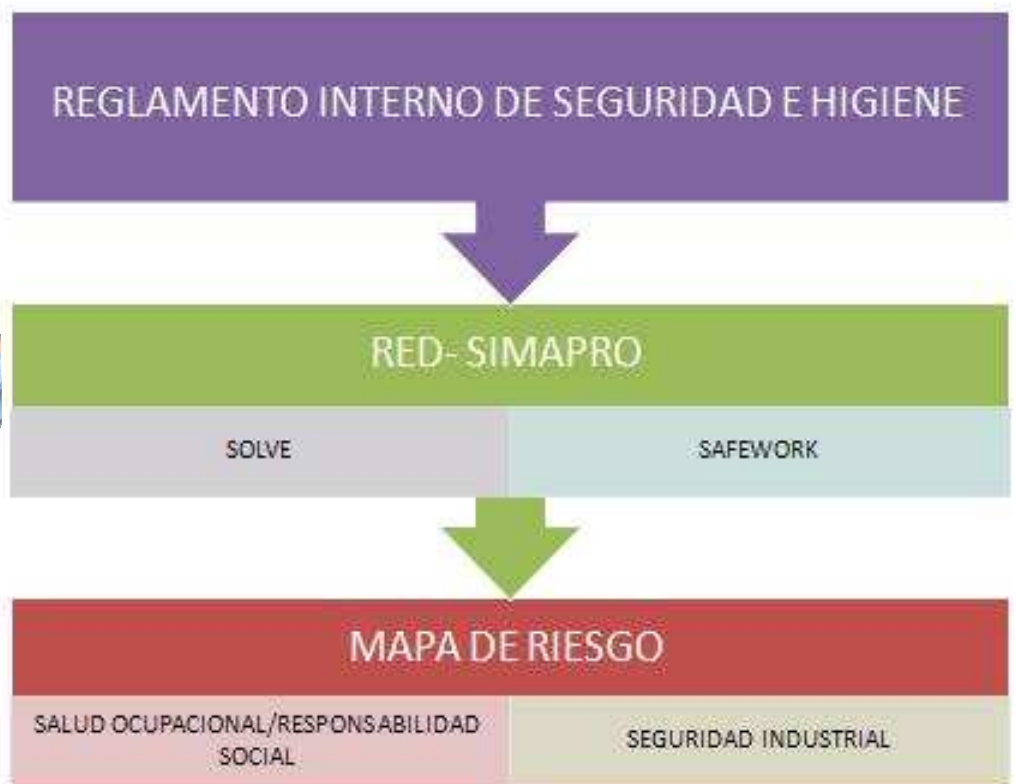 REGLAMENTO INTERNO DE SEGURIDAD E HIGIENE
RED- SIMAPRO
SOLVE
SAFEWORK
MAPA DE RIESGO
SALUD OCUPACIONAL/RESPONSABILIDAD
SOCIAL
SEGURIDAD INDUSTRIAL